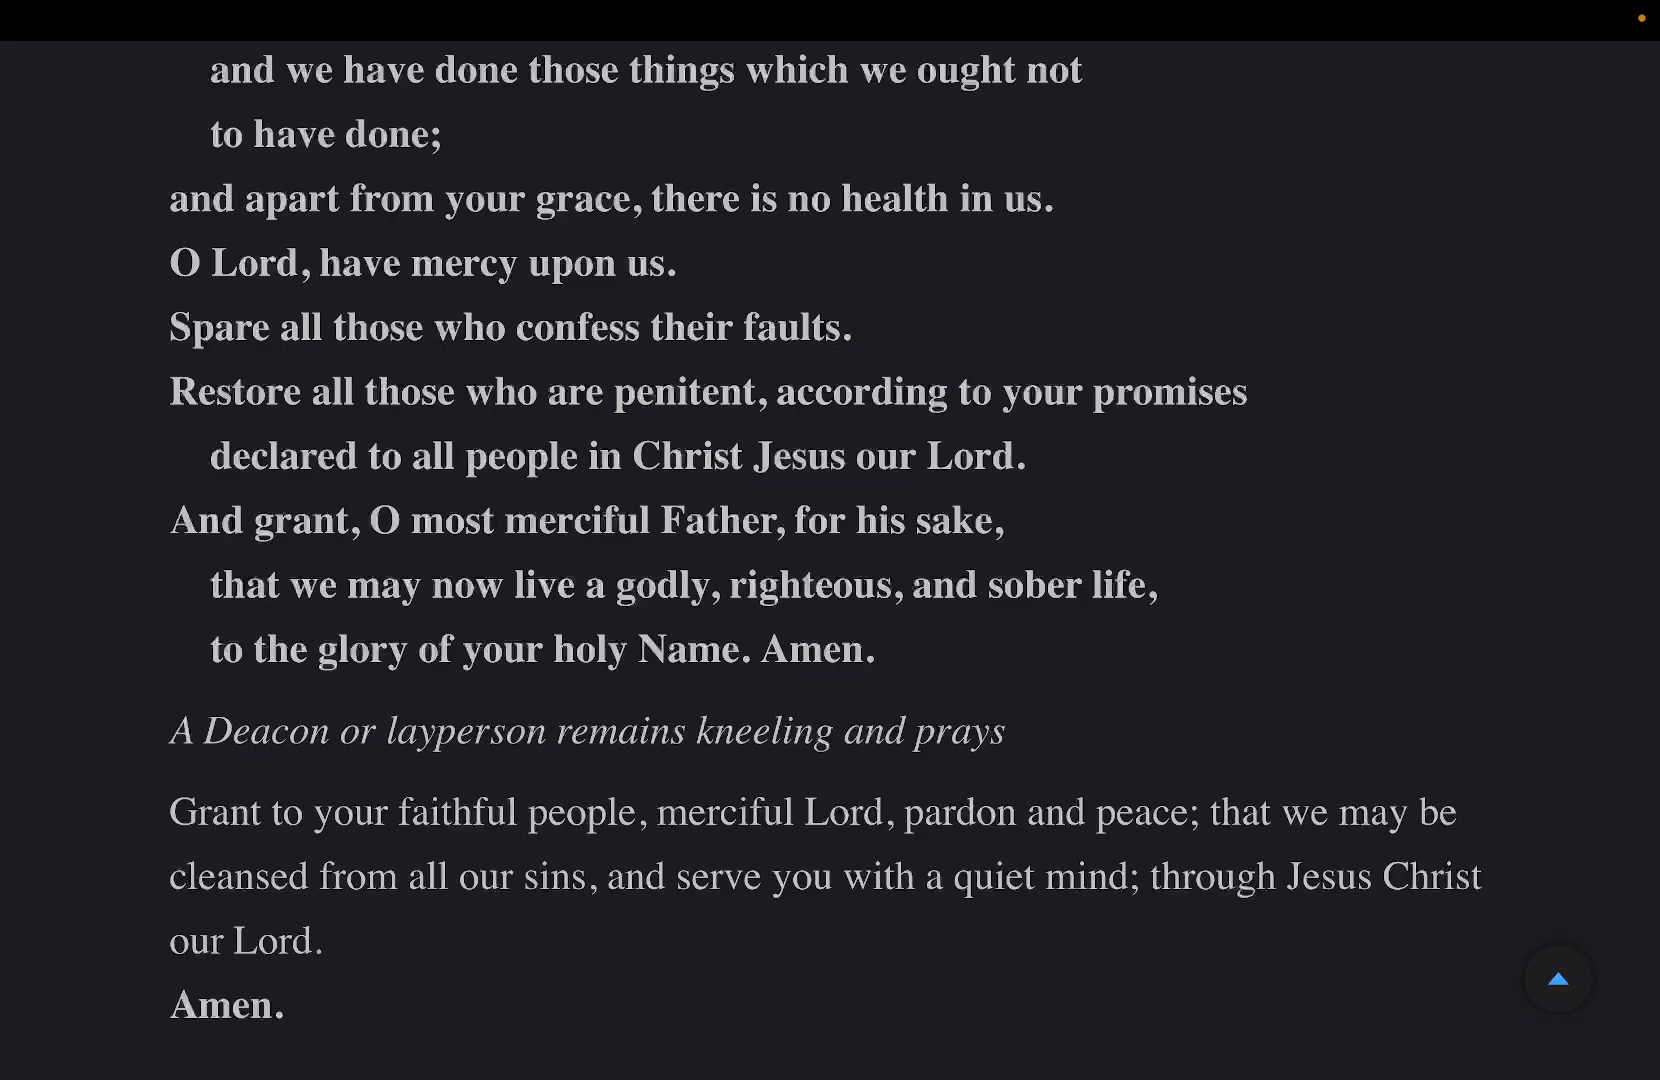 and we have done those things which we ought not
to have done;
and apart from your grace, there is no health in us.
O Lord, have mercy upon us.
Spare all those who confess their faults.
Restore all those who are penitent, according to your promises
declared to all people in Christ Jesus our Lord.
And grant, O most merciful Father, for his sake,
that we may now live a godly, righteous, and sober life,
to the glory of your holy Name. Amen.
A Deacon or layperson remains kneeling and prays
Grant to your faithful people, merciful Lord, pardon and peace; that we may be
cleansed from all our sins, and serve you with a quiet mind; through Jesus Christ
our Lord.
Amen.